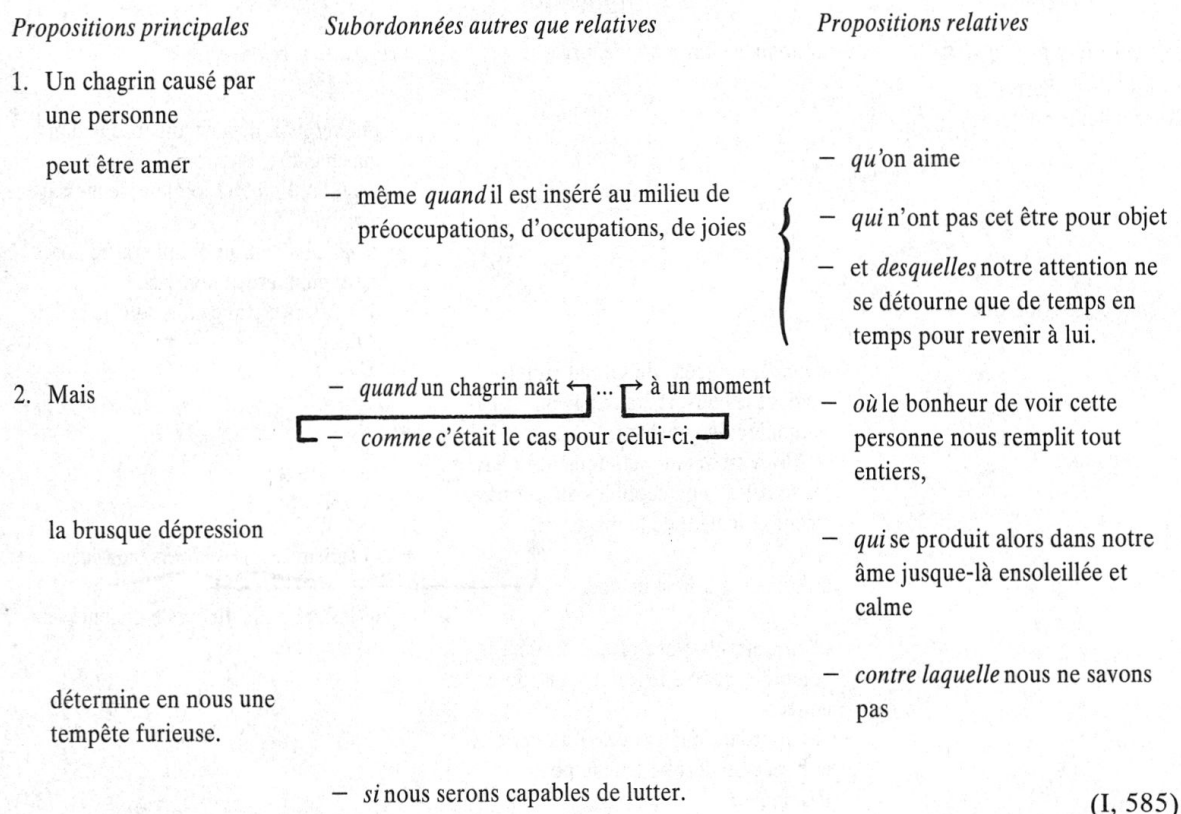 Propositions principales    Subordonnées autres que relatives    Propositions relatives
1. Un chagrin causé par
une personne
peut être amer
– qu'on aime
– même quand il est inséré au milieu de
préoccupations, d'occupations, de joies
– qui n'ont pas cet être pour objet
– et desquelles notre attention ne
se détourne que de temps en
temps pour revenir à lui.
2. Mais
– quand un chagrin naît ← ... → à un moment
– comme c'était le cas pour celui-ci.
– où le bonheur de voir cette
personne nous remplit tout
entiers,
la brusque dépression
– qui se produit alors dans notre
âme jusque-là ensoleillée et
calme
détermine en nous une
tempête furieuse.
– contre laquelle nous ne savons
pas
– si nous serons capables de lutter.
(I, 585)